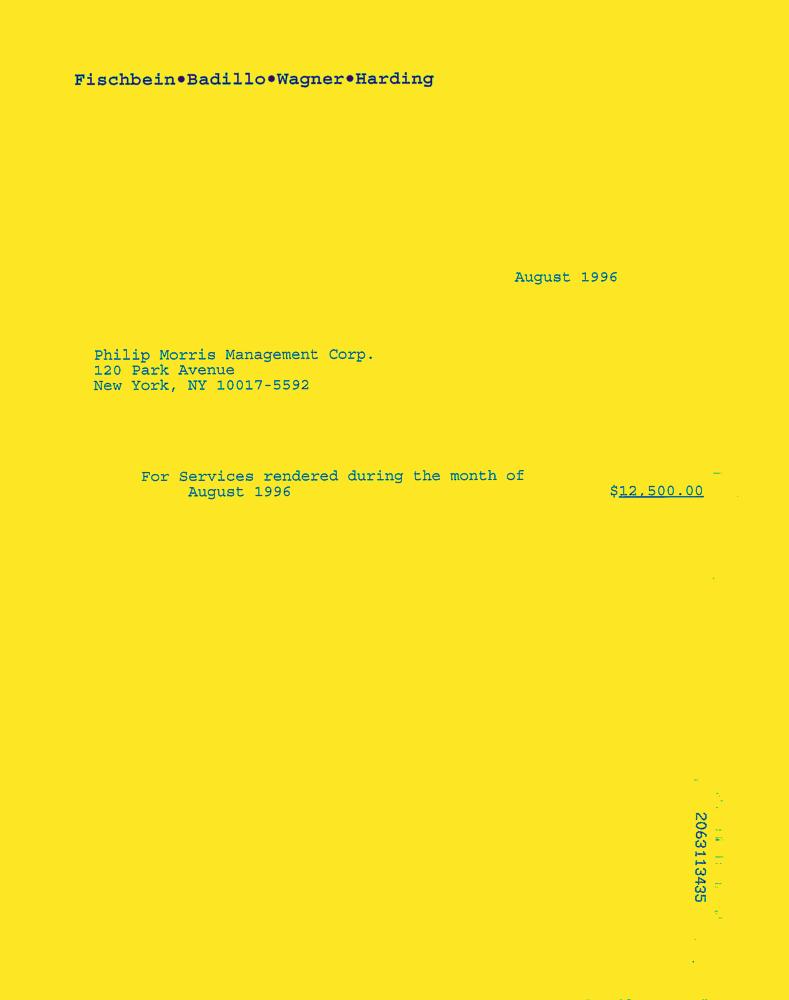 Fischbein•Badillo•Wagner•Harding
August 1996
Philip Morris Management Corp.
120 Park Avenue
New York, NY 10017-5592
For Services rendered during the month of
August 1996 $12,500.00
2063113435